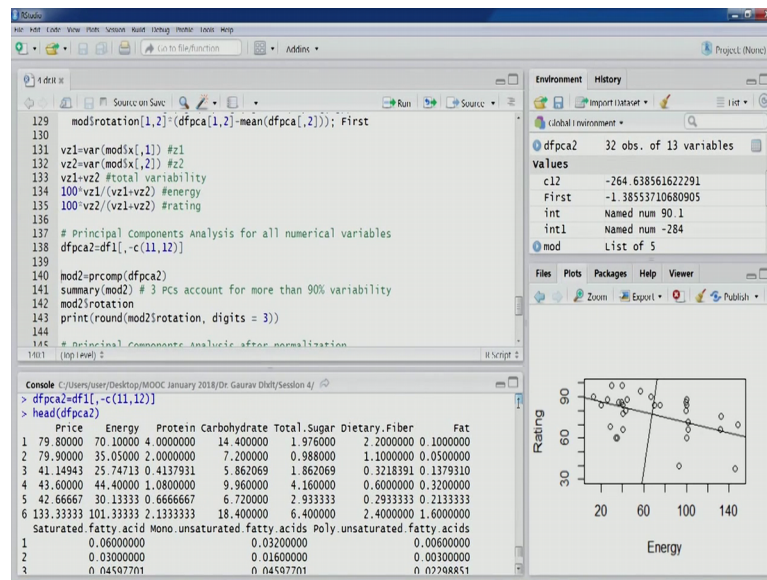 RStudio
File Edit Code View Plots Session Build Debug Profile Tools Help
Go to file/function
Addins
Project: (None)
4.dr.R
Source on Save
Run
Source
129 mod$rotation[1,2]*(dfpca[1,2]-mean(dfpca[,2])); First
130
131 vz1=var(mod$x[,1]) #z1
132 vz2=var(mod$x[,2]) #z2
133 vz1+vz2 #total variability
134 100*vz1/(vz1+vz2) #energy
135 100*vz2/(vz1+vz2) #rating
136
137 # Principal Components Analysis for all numerical variables
138 dfpca2=df1[,-c(11,12)]
139
140 mod2=prcomp(dfpca2)
141 summary(mod2) # 3 PCs account for more than 90% variability
142 mod2$rotation
143 print(round(mod2$rotation, digits = 3))
144
145 # Principal Components Analysis after normalization
140:1 (Top Level)
R Script
Console C:/Users/user/Desktop/MOOC January 2018/Dr. Gaurav Dixit/Session 4/
> dfpca2=df1[,-c(11,12)]
> head(dfpca2)
Price Energy Protein Carbohydrate Total.Sugar Dietary.Fiber Fat
1 79.80000 70.10000 4.0000000 14.400000 1.976000 2.2000000 0.1000000
2 79.90000 35.05000 2.0000000 7.200000 0.988000 1.1000000 0.0500000
3 41.14943 25.74713 0.4137931 5.862069 1.862069 0.3218391 0.1379310
4 43.60000 44.40000 1.0800000 9.960000 4.160000 0.6000000 0.3200000
5 42.66667 30.13333 0.6666667 6.720000 2.933333 0.2933333 0.2133333
6 133.33333 101.33333 2.1333333 18.400000 6.400000 2.4000000 1.6000000
Saturated.fatty.acid Mono.unsaturated.fatty.acids Poly.unsaturated.fatty.acids
1 0.06000000 0.03200000 0.00600000
2 0.03000000 0.01600000 0.00300000
3 0.04597701 0.04597701 0.02298851
Environment History
Import Dataset
List
Global Environment
dfpca2 32 obs. of 13 variables
Values
c12 -264.638561622291
First -1.38553710680905
int Named num 90.1
int1 Named num -284
mod List of 5
Files Plots Packages Help Viewer
Zoom Export Publish
Rating
30 60 90
20 60 100 140
Energy